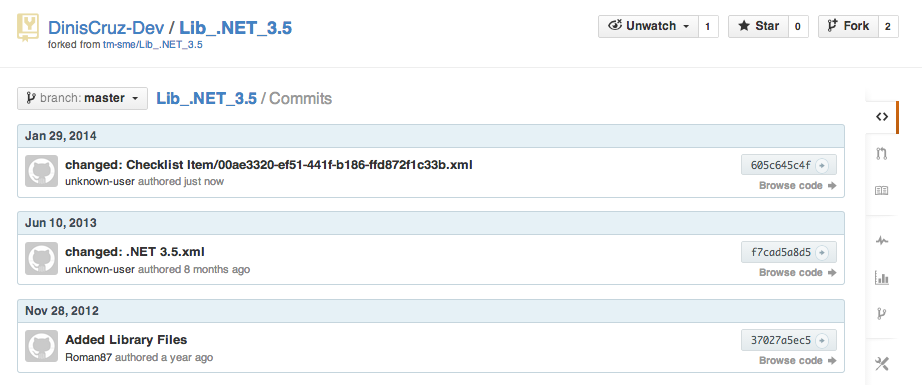 DinisCruz-Dev / Lib_.NET_3.5
forked from tm-sme/Lib_.NET_3.5
Unwatch 1 Star 0 Fork 2
branch: master Lib_.NET_3.5 / Commits
Jan 29, 2014
changed: Checklist Item/00ae3320-ef51-441f-b186-ffd872f1c33b.xml
605c645c4f
unknown-user authored just now
Browse code
Jun 10, 2013
changed: .NET 3.5.xml
f7cad5a8d5
unknown-user authored 8 months ago
Browse code
Nov 28, 2012
Added Library Files
37027a5ec5
Roman87 authored a year ago
Browse code